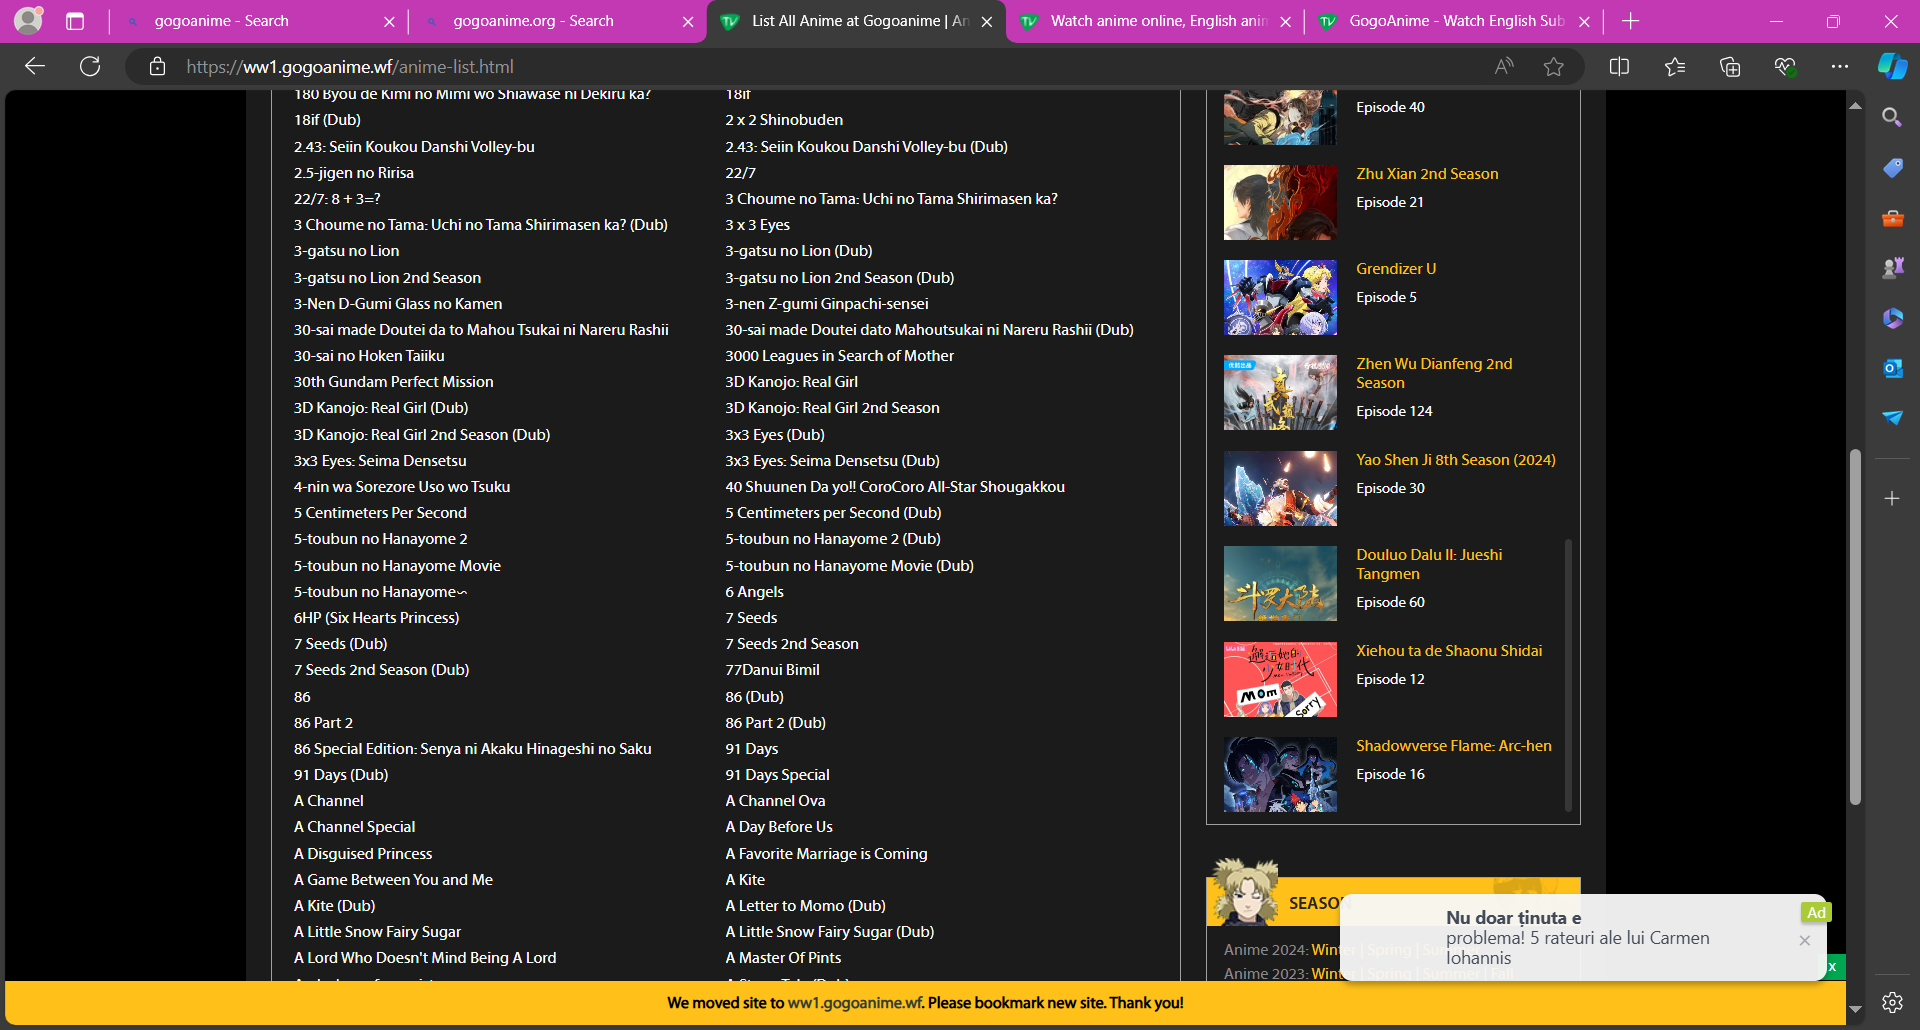 gogoanime - Search
gogoanime.org - Search
List All Anime at Gogoanime | An
Watch anime online, English anim
GogoAnime - Watch English Sub
https://ww1.gogoanime.wf/anime-list.html
180 Byou de Kimi no Mimi wo Shiawase ni Dekiru ka?
18if
18if (Dub)
2 x 2 Shinobuden
2.43: Seiin Koukou Danshi Volley-bu
2.43: Seiin Koukou Danshi Volley-bu (Dub)
2.5-jigen no Ririsa
22/7
22/7: 8 + 3=?
3 Choume no Tama: Uchi no Tama Shirimasen ka?
3 Choume no Tama: Uchi no Tama Shirimasen ka? (Dub)
3 x 3 Eyes
3-gatsu no Lion
3-gatsu no Lion (Dub)
3-gatsu no Lion 2nd Season
3-gatsu no Lion 2nd Season (Dub)
3-Nen D-Gumi Glass no Kamen
3-nen Z-gumi Ginpachi-sensei
30-sai made Doutei da to Mahou Tsukai ni Nareru Rashii
30-sai made Doutei dato Mahoutsukai ni Nareru Rashii (Dub)
30-sai no Hoken Taiiku
3000 Leagues in Search of Mother
30th Gundam Perfect Mission
3D Kanojo: Real Girl
3D Kanojo: Real Girl (Dub)
3D Kanojo: Real Girl 2nd Season
3D Kanojo: Real Girl 2nd Season (Dub)
3x3 Eyes (Dub)
3x3 Eyes: Seima Densetsu
3x3 Eyes: Seima Densetsu (Dub)
4-nin wa Sorezore Uso wo Tsuku
40 Shuunen Da yo!! CoroCoro All-Star Shougakkou
5 Centimeters Per Second
5 Centimeters per Second (Dub)
5-toubun no Hanayome 2
5-toubun no Hanayome 2 (Dub)
5-toubun no Hanayome Movie
5-toubun no Hanayome Movie (Dub)
5-toubun no Hanayome∽
6 Angels
6HP (Six Hearts Princess)
7 Seeds
7 Seeds (Dub)
7 Seeds 2nd Season
7 Seeds 2nd Season (Dub)
77Danui Bimil
86
86 (Dub)
86 Part 2
86 Part 2 (Dub)
86 Special Edition: Senya ni Akaku Hinageshi no Saku
91 Days
91 Days (Dub)
91 Days Special
A Channel
A Channel Ova
A Channel Special
A Day Before Us
A Disguised Princess
A Favorite Marriage is Coming
A Game Between You and Me
A Kite
A Kite (Dub)
A Letter to Momo (Dub)
A Little Snow Fairy Sugar
A Little Snow Fairy Sugar (Dub)
A Lord Who Doesn't Mind Being A Lord
A Master Of Pints
Episode 40
Zhu Xian 2nd Season
Episode 21
Grendizer U
Episode 5
Zhen Wu Dianfeng 2nd
Season
Episode 124
Yao Shen Ji 8th Season (2024)
Episode 30
Douluo Dalu II: Jueshi
Tangmen
Episode 60
Xiehou ta de Shaonu Shidai
Episode 12
MOM
Sorry
Shadowverse Flame: Arc-hen
Episode 16
SEASON
Anime 2024: Winter | Spring | Summer
Anime 2023: Winter | Spring | Summer | Fall
Nu doar ținuta e
problema! 5 rateuri ale lui Carmen
Iohannis
Ad
x
We moved site to ww1.gogoanime.wf. Please bookmark new site. Thank you!